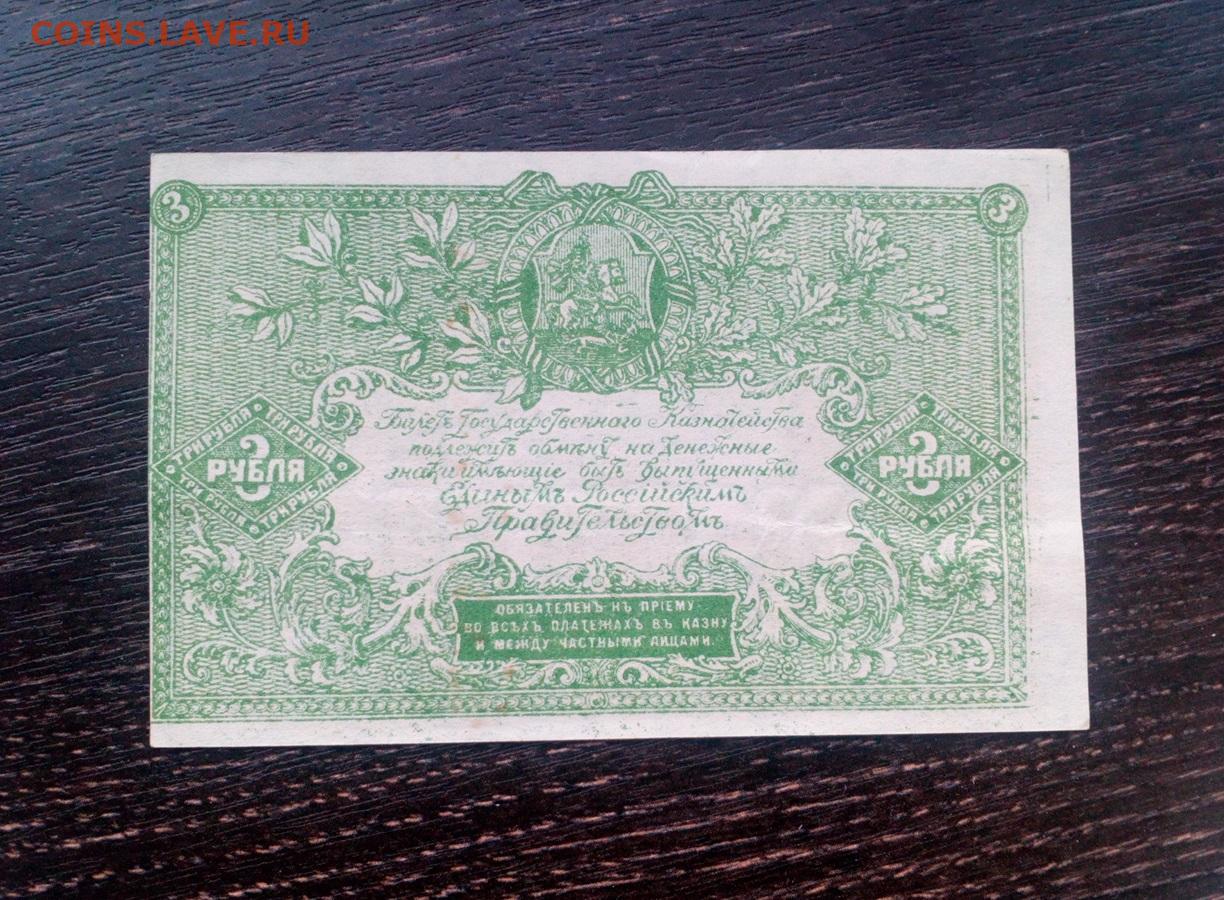 COINS.LAVE.RU
3 3
Билетъ Государственнаго Казначейства
подлежитъ обмѣну на денежные
знаки имѣющіе быть выпущенными
Единымъ Россійскимъ
Правительствомъ
ТРИ РУБЛЯ ТРИ РУБЛЯ
3 РУБЛЯ
ТРИ РУБЛЯ ТРИ РУБЛЯ
ТРИ РУБЛЯ ТРИ РУБЛЯ
3 РУБЛЯ
ТРИ РУБЛЯ ТРИ РУБЛЯ
ОБЯЗАТЕЛЕНЪ КЪ ПРІЕМУ
ВО ВСѢХЪ ПЛАТЕЖАХЪ ВЪ КАЗНУ
И МЕЖДУ ЧАСТНЫМИ ЛИЦАМИ.